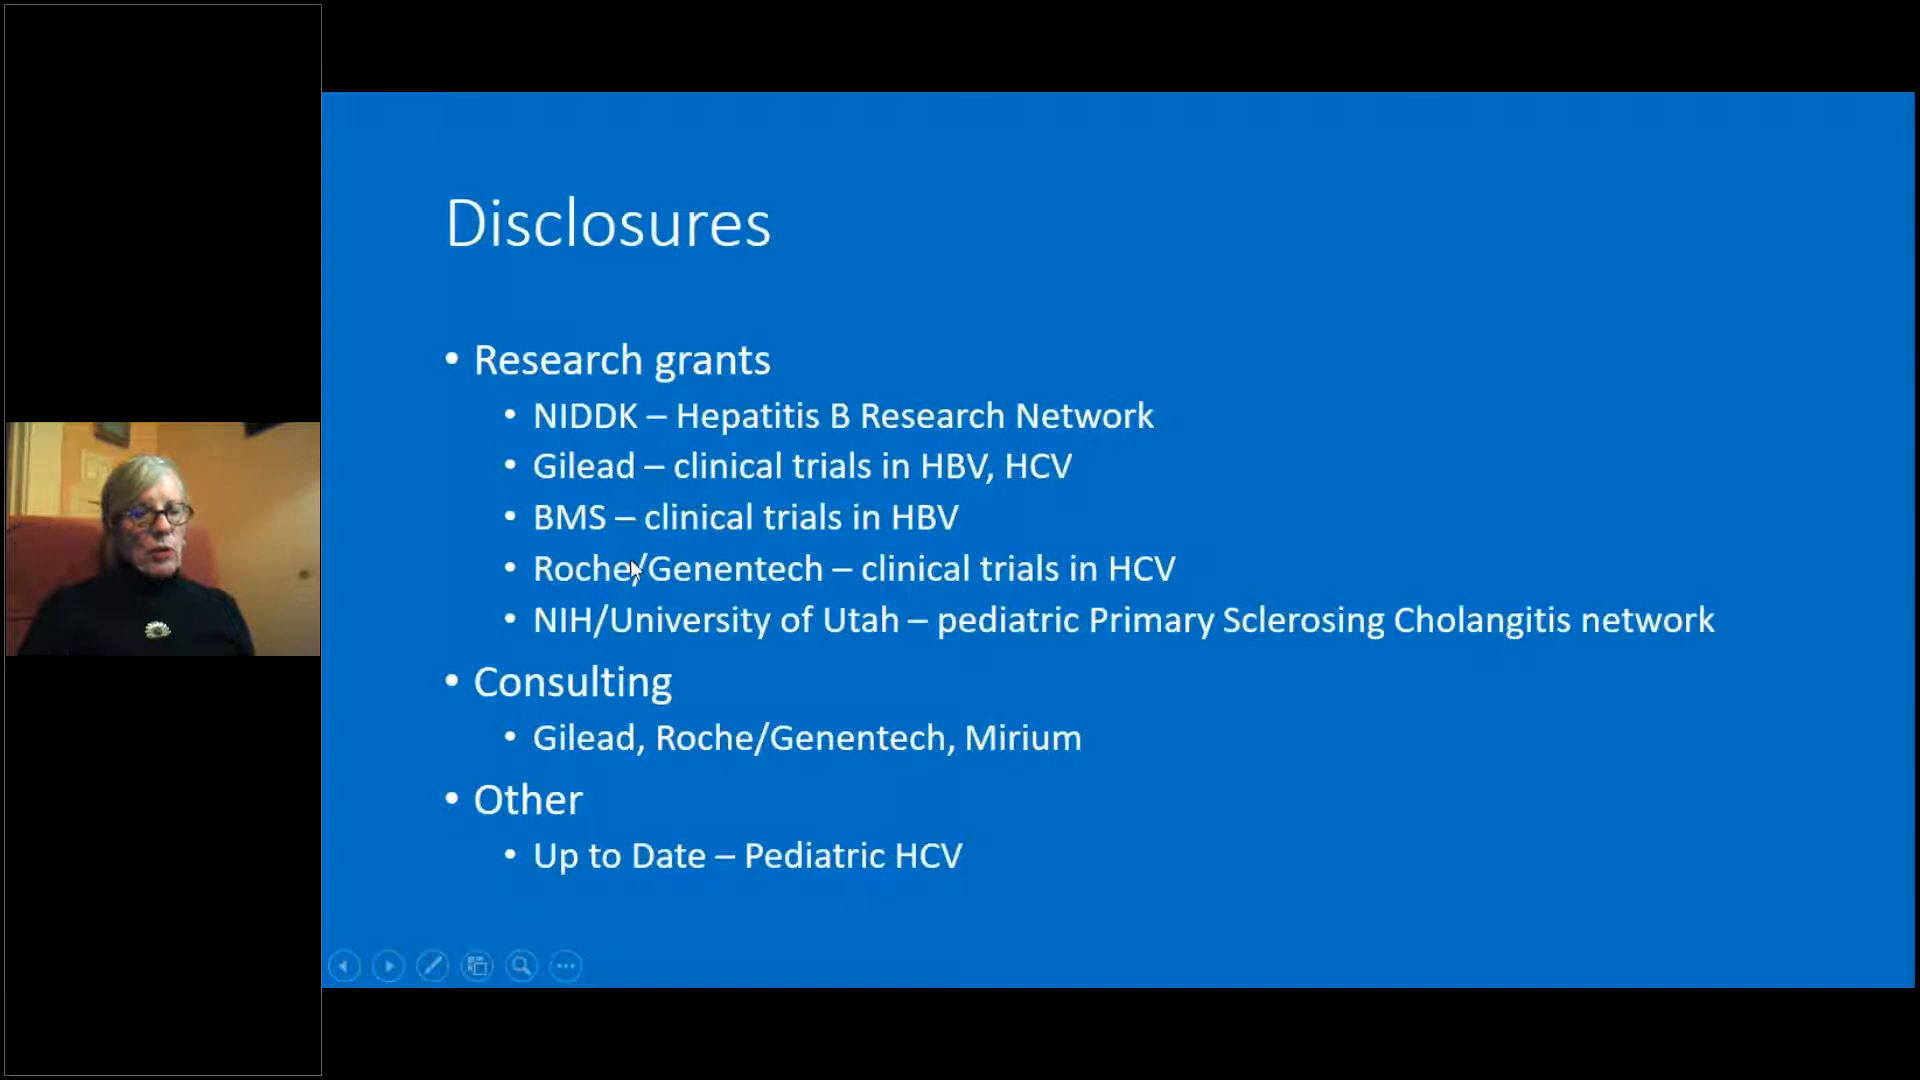 Disclosures
• Research grants
• NIDDK – Hepatitis B Research Network
• Gilead – clinical trials in HBV, HCV
• BMS – clinical trials in HBV
• Roche/Genentech – clinical trials in HCV
• NIH/University of Utah – pediatric Primary Sclerosing Cholangitis network
• Consulting
• Gilead, Roche/Genentech, Mirium
• Other
• Up to Date – Pediatric HCV